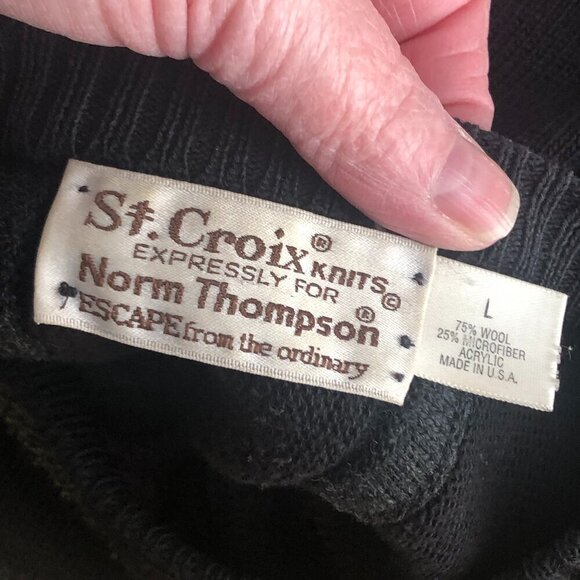 St. Croix® KNITS©
EXPRESSLY FOR
Norm Thompson®
ESCAPE from the ordinary
L
75% WOOL
25% MICROFIBER
ACRYLIC
MADE IN U.S.A.